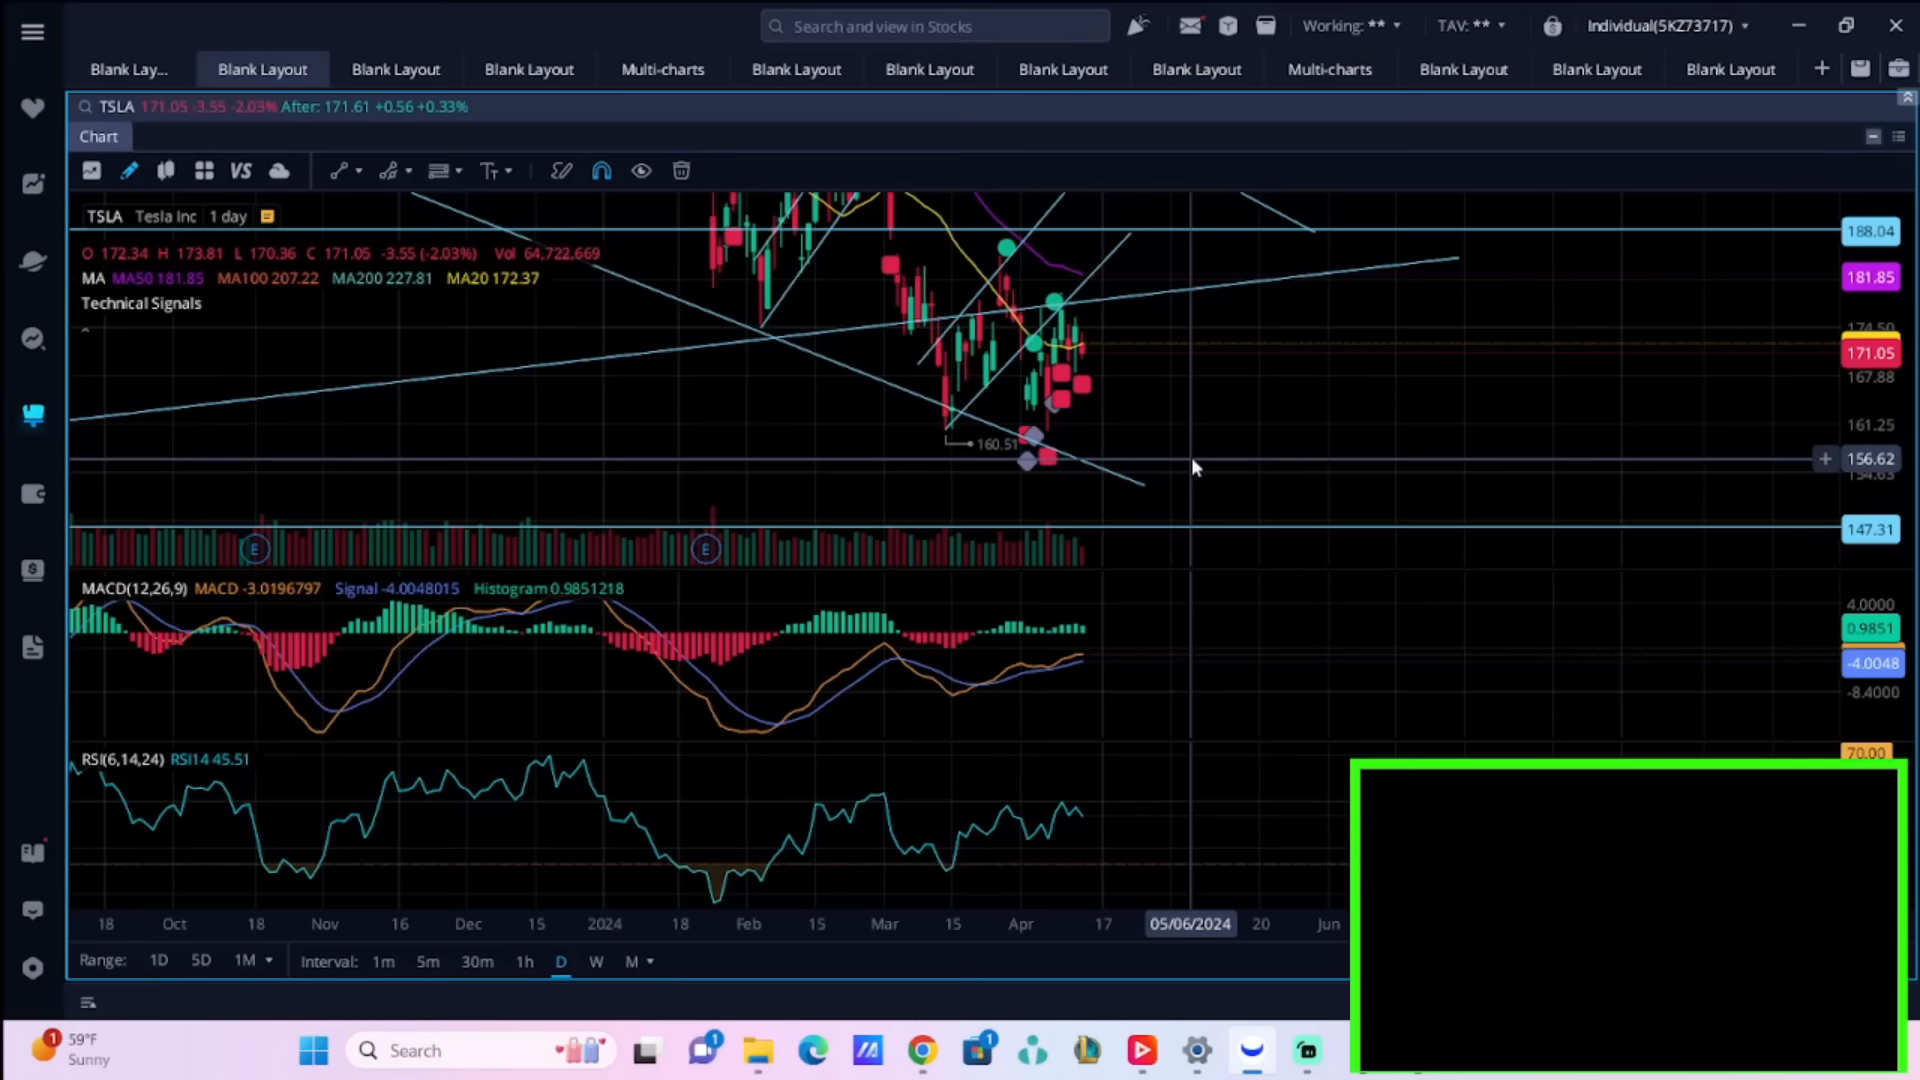 Search and view in Stocks
Working: **
TAV: **
Individual(5KZ73717)
Blank Lay...
Blank Layout
Blank Layout
Blank Layout
Multi-charts
Blank Layout
Blank Layout
Blank Layout
Blank Layout
Multi-charts
Blank Layout
Blank Layout
Blank Layout
TSLA 171.05 -3.55 -2.03% After: 171.61 +0.56 +0.33%
Chart
VS
TSLA Tesla Inc 1 day
188.04
O 172.34 H 173.81 L 170.36 C 171.05 -3.55 (-2.03%) Vol 64,722,669
MA MA50 181.85 MA100 207.22 MA200 227.81 MA20 172.37
181.85
Technical Signals
174.50
171.05
167.88
161.25
160.51
156.62
154.63
147.31
E
E
MACD(12,26,9) MACD -3.0196797 Signal -4.0048015 Histogram 0.9851218
4.0000
0.9851
-4.0048
-8.4000
RSI(6,14,24) RSI14 45.51
70.00
18
Oct
18
Nov
16
Dec
15
2024
18
Feb
15
Mar
15
Apr
17
05/06/2024
20
Jun
Range: 1D 5D 1M
Interval: 1m 5m 30m 1h D W M
1
59°F
Sunny
Search
1
1